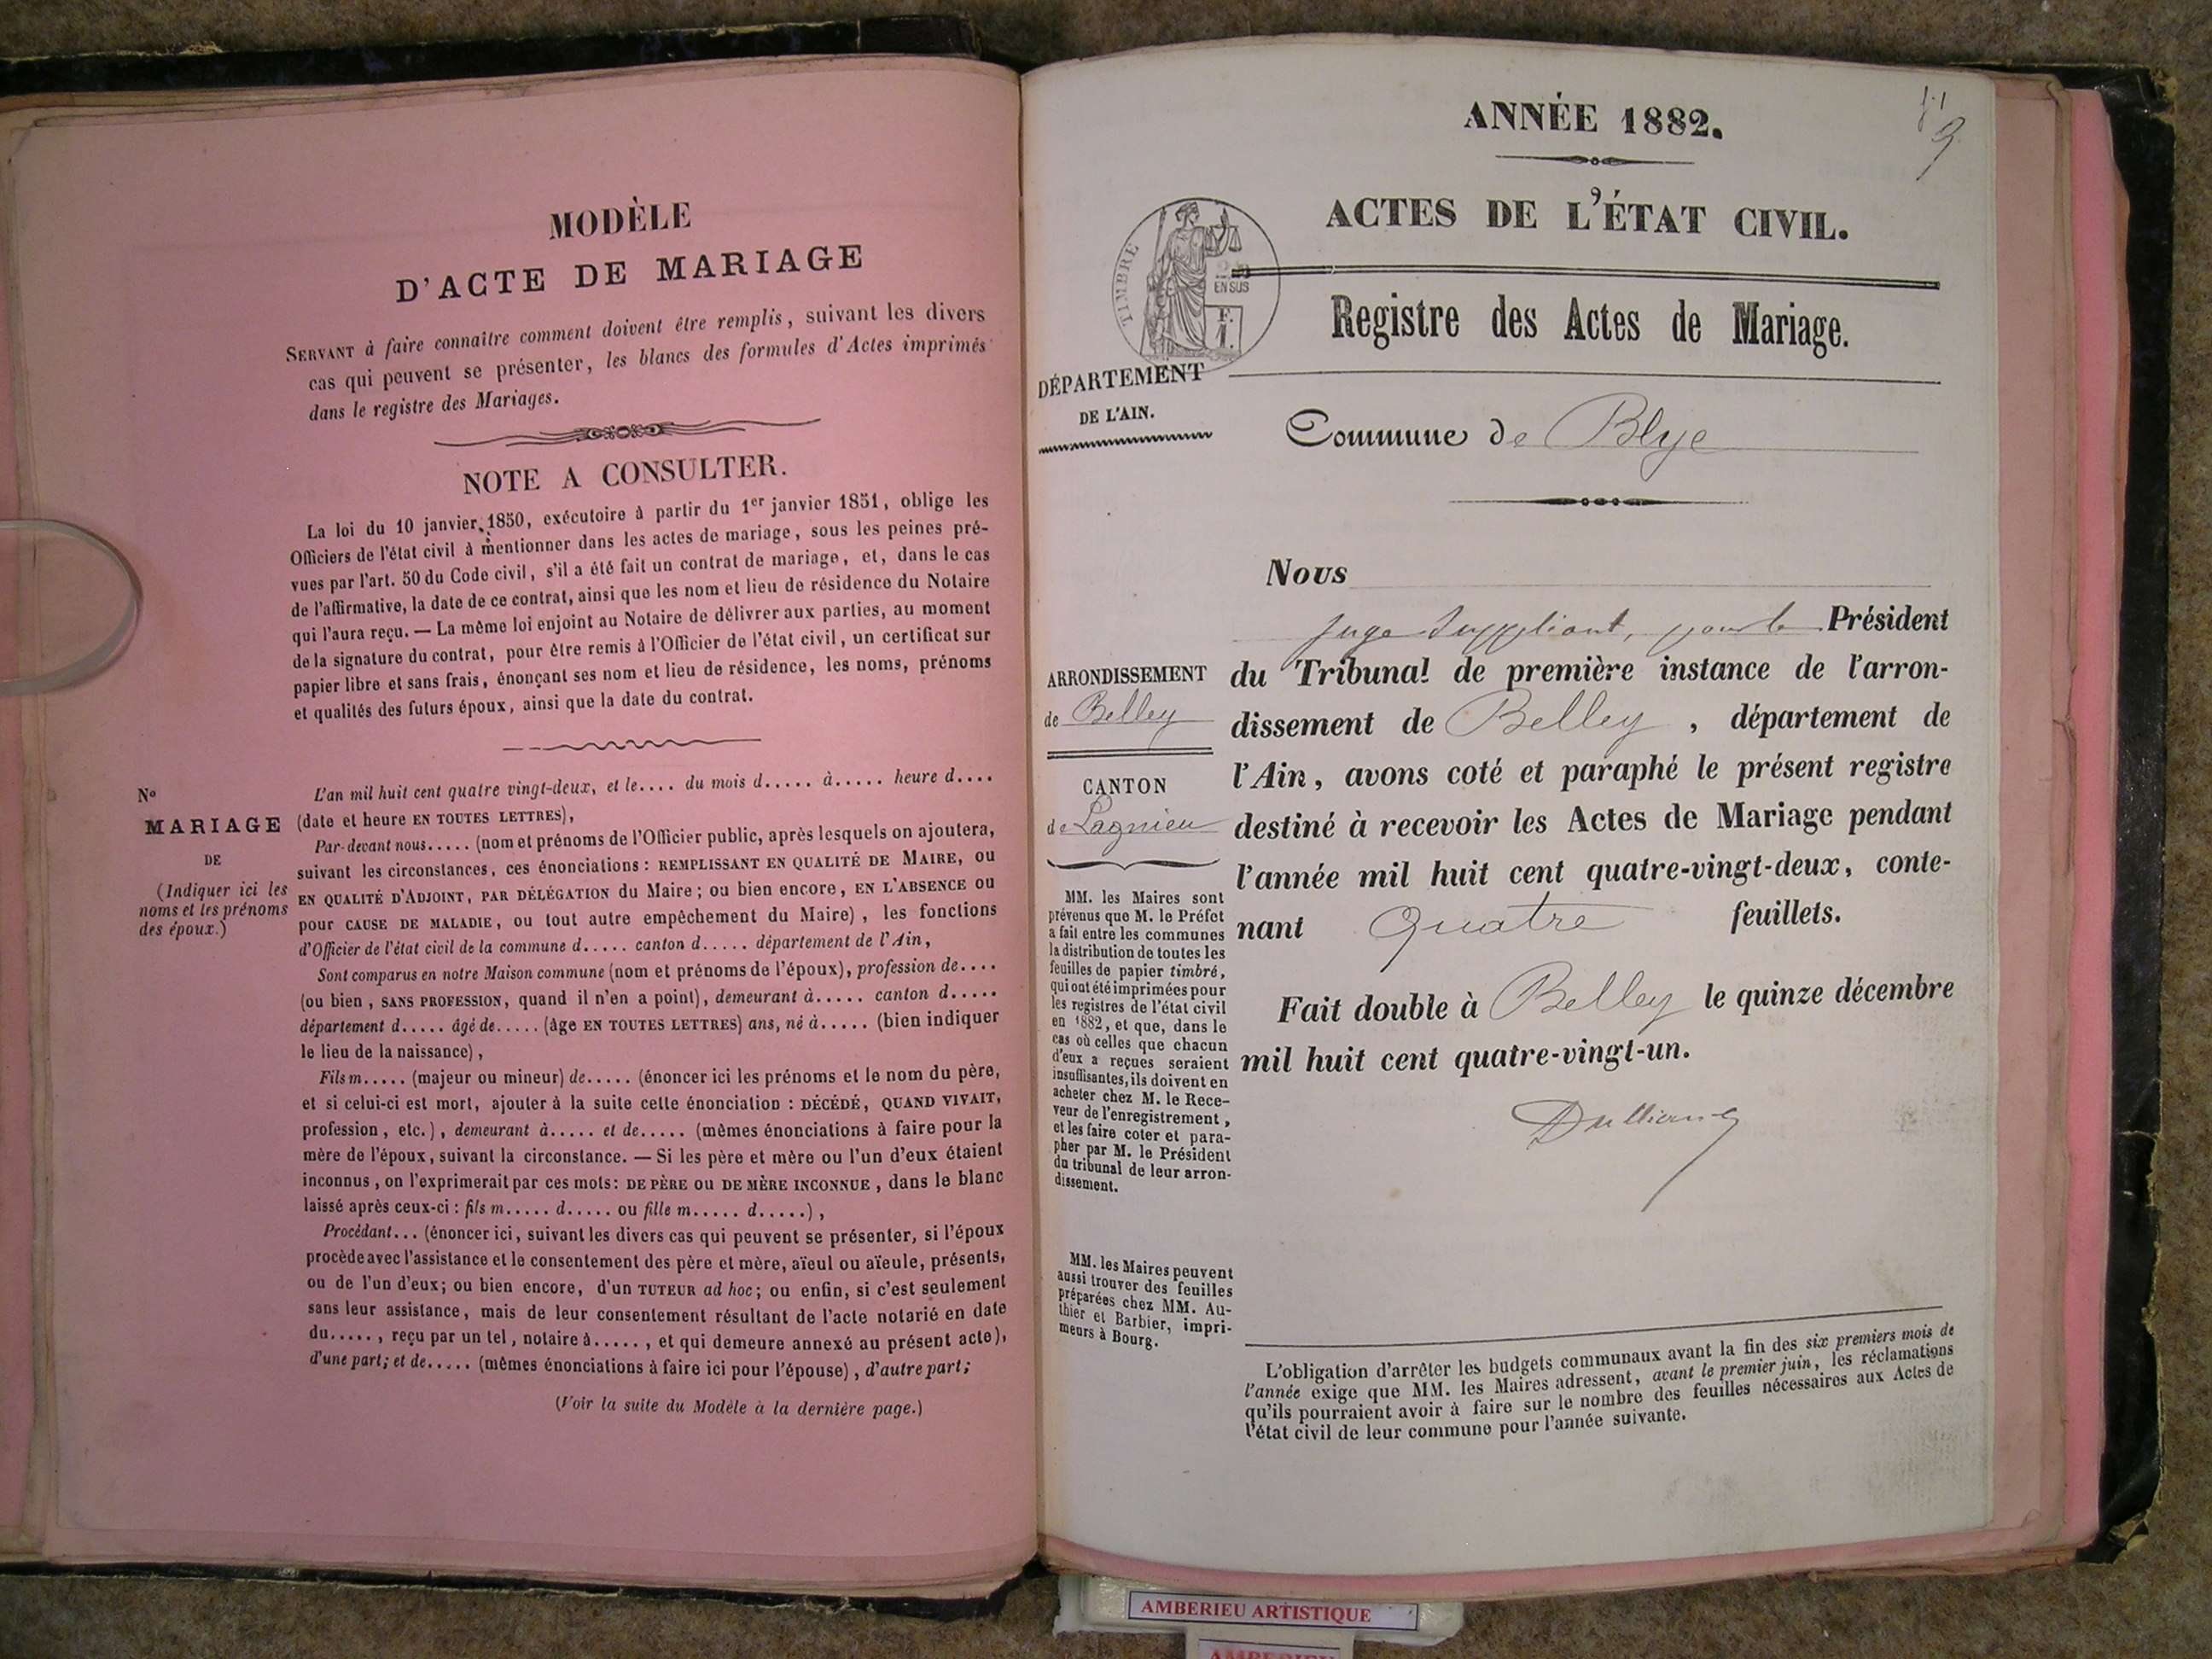 MODÈLE
D'ACTE DE MARIAGE
SERVANT à faire connaître comment doivent être remplis, suivant les divers
cas qui peuvent se présenter, les blancs des formules d'Actes imprimés
dans le registre des Mariages.
NOTE A CONSULTER.
La loi du 10 janvier 1850, exécutoire à partir du 1er janvier 1851, oblige les
Officiers de l'état civil à mentionner dans les actes de mariage, sous les peines pré-
vues par l'art. 50 du Code civil, s'il a été fait un contrat de mariage, et, dans le cas
de l'affirmative, la date de ce contrat, ainsi que les nom et lieu de résidence du Notaire
qui l'aura reçu. — La même loi enjoint au Notaire de délivrer aux parties, au moment
de la signature du contrat, pour être remis à l'Officier de l'état civil, un certificat sur
papier libre et sans frais, énonçant ses nom et lieu de résidence, les noms, prénoms
et qualités des futurs époux, ainsi que la date du contrat.
No
MARIAGE
DE
(Indiquer ici les
noms et les prénoms
des époux.)
L'an mil huit cent quatre vingt-deux, et le.... du mois d..... à..... heure d....
(date et heure EN TOUTES LETTRES),
Par-devant nous..... (nom et prénoms de l'Officier public, après lesquels on ajoutera,
suivant les circonstances, ces énonciations : REMPLISSANT EN QUALITÉ DE MAIRE, OU
EN QUALITÉ D'ADJOINT, PAR DÉLÉGATION du Maire; ou bien encore, EN L'ABSENCE OU
pour CAUSE DE MALADIE, ou tout autre empêchement du Maire), les fonctions
d'Officier de l'état civil de la commune d..... canton d..... département de l'Ain,
Sont comparus en notre Maison commune (nom et prénoms de l'époux), profession de....
(ou bien, SANS PROFESSION, quand il n'en a point), demeurant à..... canton d.....
département d..... âgé de..... (âge EN TOUTES LETTRES) ans, né à..... (bien indiquer
le lieu de la naissance),
Fils m..... (majeur ou mineur) de..... (énoncer ici les prénoms et le nom du père,
et si celui-ci est mort, ajouter à la suite cette énonciation : DÉCÉDÉ, QUAND VIVAIT,
profession, etc.), demeurant à..... et de..... (mêmes énonciations à faire pour la
mère de l'époux, suivant la circonstance. — Si les père et mère ou l'un d'eux étaient
inconnus, on l'exprimerait par ces mots: DE PÈRE OU DE MÈRE INCONNUE, dans le blanc
laissé après ceux-ci : fils m..... d..... ou fille m..... d.....),
Procédant... (énoncer ici, suivant les divers cas qui peuvent se présenter, si l'époux
procède avec l'assistance et le consentement des père et mère, aïeul ou aïeule, présents,
ou de l'un d'eux; ou bien encore, d'un TUTEUR ad hoc; ou enfin, si c'est seulement
sans leur assistance, mais de leur consentement résultant de l'acte notarié en date
du....., reçu par un tel, notaire à....., et qui demeure annexé au présent acte),
d'une part; et de..... (mêmes énonciations à faire ici pour l'épouse), d'autre part;
(Voir la suite du Modèle à la dernière page.)
9
ANNÉE 1882.
ACTES DE L'ÉTAT CIVIL.
TIMBRE
EN SUS
F.
1.
Registre des Actes de Mariage.
DÉPARTEMENT
DE L'AIN.
Commune de Blye
ARRONDISSEMENT
de Belley
CANTON
de Lagnieu
MM. les Maires sont
prévenus que M. le Préfet
a fait entre les communes
la distribution de toutes les
feuilles de papier timbré,
qui ont été imprimées pour
les registres de l'état civil
en 1882, et que, dans le
cas où celles que chacun
d'eux a reçues seraient
insuffisantes, ils doivent en
acheter chez M. le Rece-
veur de l'enregistrement,
et les faire coter et para-
pher par M. le Président
du tribunal de leur arron-
dissement.
MM. les Maires peuvent
aussi trouver des feuilles
préparées chez MM. Au-
thier et Barbier, impri-
meurs à Bourg.
Nous
juge suppléant, pour le Président
du Tribunal de première instance de l'arron-
dissement de Belley, département de
l'Ain, avons coté et paraphé le présent registre
destiné à recevoir les Actes de Mariage pendant
l'année mil huit cent quatre-vingt-deux, conte-
nant Quatre feuillets.
Fait double à Belley le quinze décembre
mil huit cent quatre-vingt-un.
L'obligation d'arrêter les budgets communaux avant la fin des six premiers mois de
l'année exige que MM. les Maires adressent, avant le premier juin, les réclamations
qu'ils pourraient avoir à faire sur le nombre des feuilles nécessaires aux Actes de
l'état civil de leur commune pour l'année suivante.
AMBERIEU ARTISTIQUE
AMBERIEU